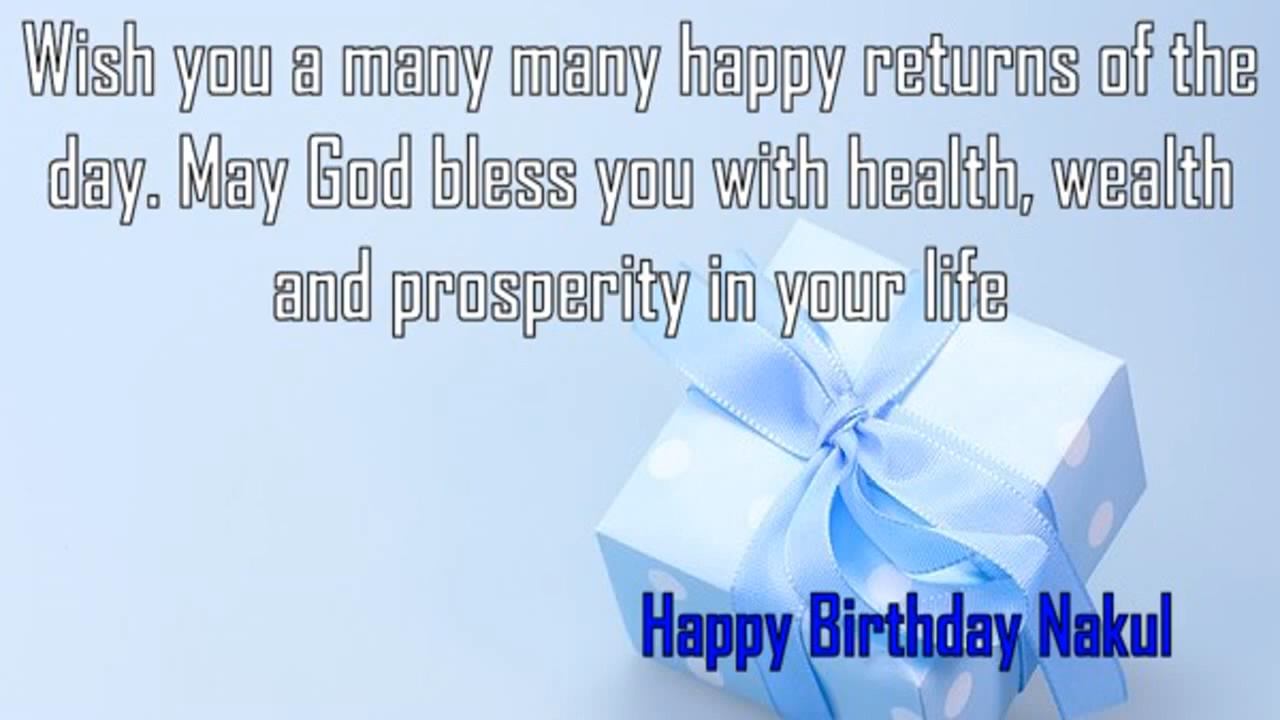 Wish you a many many happy returns of the
day. May God bless you with health, wealth
and prosperity in your life
Happy Birthday Nakul